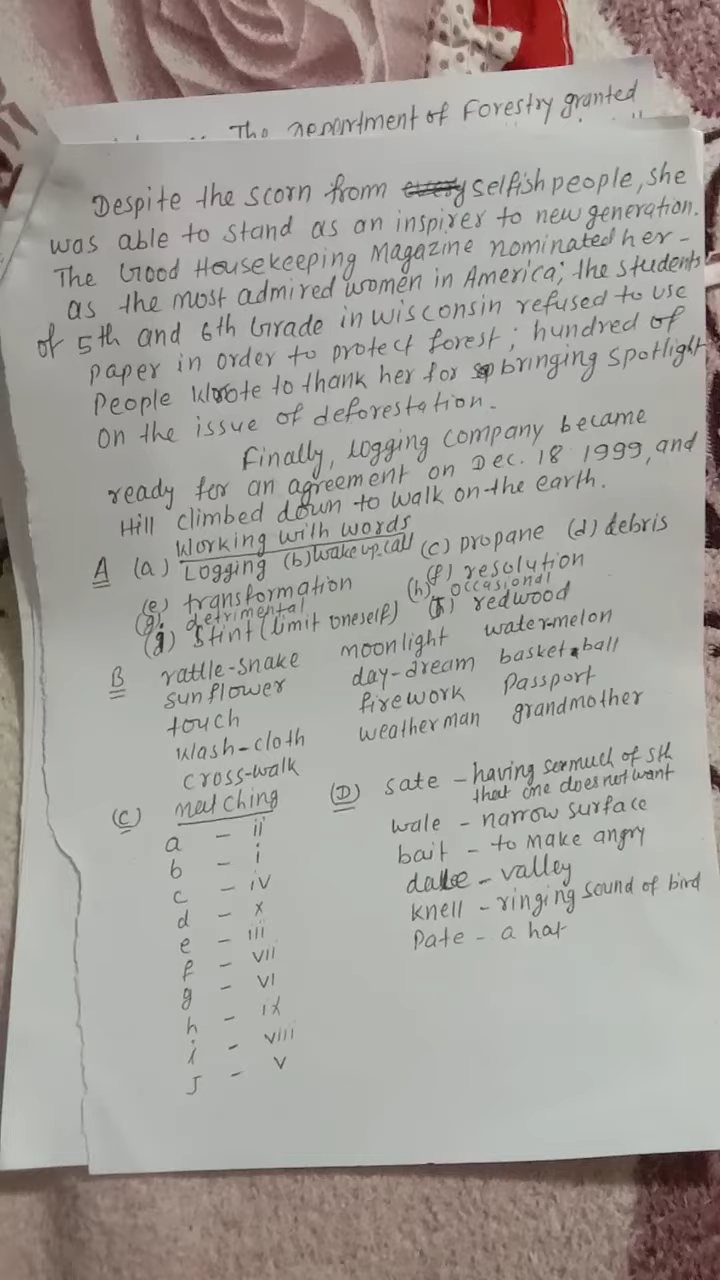 The department of Forestry granted
Despite the scorn from every selfish people, she
was able to stand as an inspirer to new generation.
The Good Housekeeping Magazine nominated her -
as the most admired women in America; the students
of 5th and 6th Grade in Wisconsin refused to use
paper in order to protect forest; hundred of
People wrote to thank her for bringing spotlight
on the issue of deforestation.
Finally, Logging company became
ready for an agreement on Dec. 18 1999, and
Hill climbed down to walk on the earth.
Working with words
A (a) Logging (b) wake up call (c) propane (d) debris
(e) transformation (f) resolution
(g) detrimental (h) occasional
(i) stint (limit oneself) (j) redwood
B rattle-snake moonlight watermelon
sunflower day-dream basket ball
touch firework Passport
wash-cloth weatherman grandmother
cross-walk
(C) matching
a - ii
b - i
c - iv
d - x
e - iii
f - vii
g - vi
h - ix
i - viii
J - v
(D) sate - having much of sth
that one does not want
wale - narrow surface
bait - to make angry
dale - valley
knell - ringing sound of bird
Pate - a hat